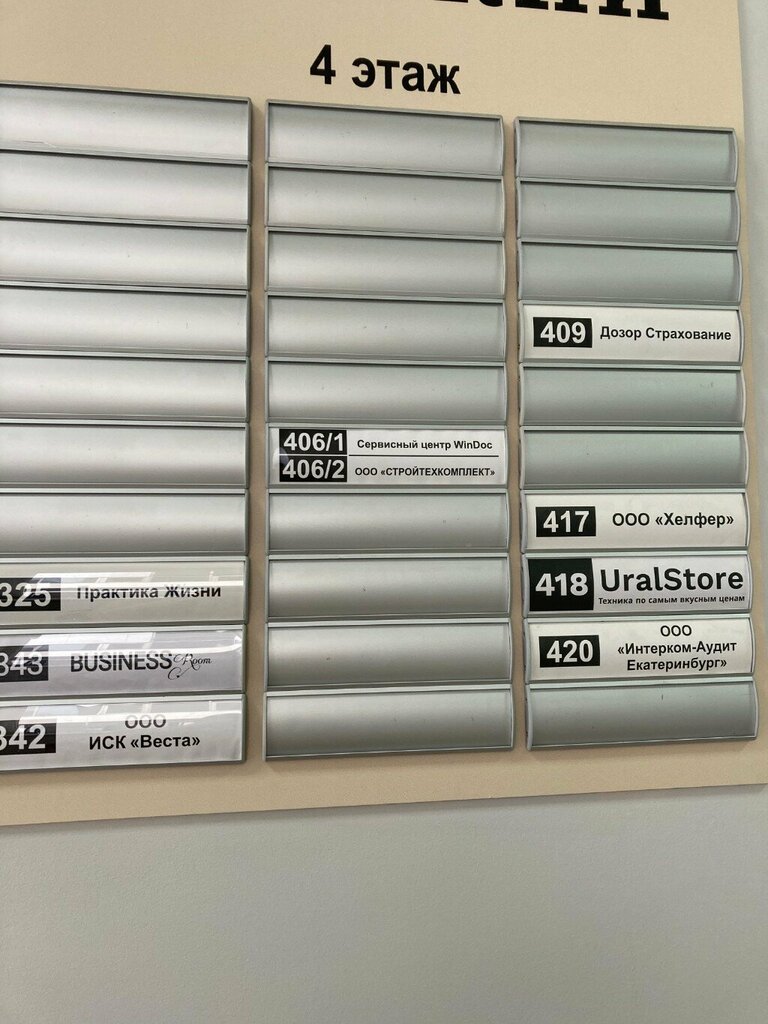 4 этаж
325 Практика Жизни
343 BUSINESS Room
342 ООО
ИСК «Веста»
406/1 Сервисный центр WinDoc
406/2 ООО «СТРОЙТЕХКОМПЛЕКТ»
409 Дозор Страхование
417 ООО «Хелфер»
418 UralStore
Техника по самым вкусным ценам
420 ООО
«Интерком-Аудит
Екатеринбург»